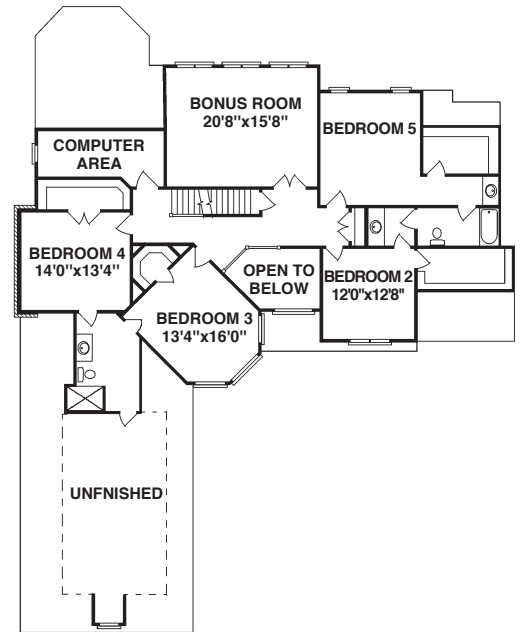 BONUS ROOM
20'8"x15'8"
BEDROOM 5
COMPUTER
AREA
BEDROOM 4
14'0"x13'4"
OPEN TO
BELOW
BEDROOM 2
12'0"x12'8"
BEDROOM 3
13'4"x16'0"
UNFNISHED